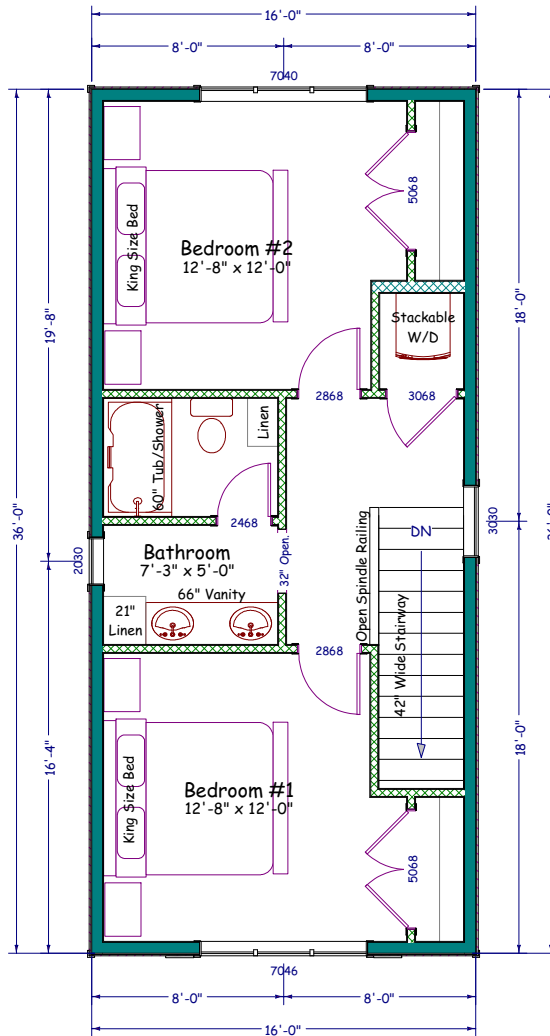 16'-0"
8'-0" 8'-0"
7040
5068
King Size Bed
Bedroom #2
12'-8" x 12'-0"
19'-8"
18'-0"
Stackable
W/D
2868
3068
Linen
60" Tub/Shower
36'-0"
36'-0"
3030
2468
DN
Open Spindle Railing
32" Open.
Bathroom
7'-3" x 5'-0"
2030
66" Vanity
21"
Linen
2868
42" Wide Stairway
18'-0"
16'-4"
King Size Bed
Bedroom #1
12'-8" x 12'-0"
5068
7046
8'-0" 8'-0"
16'-0"